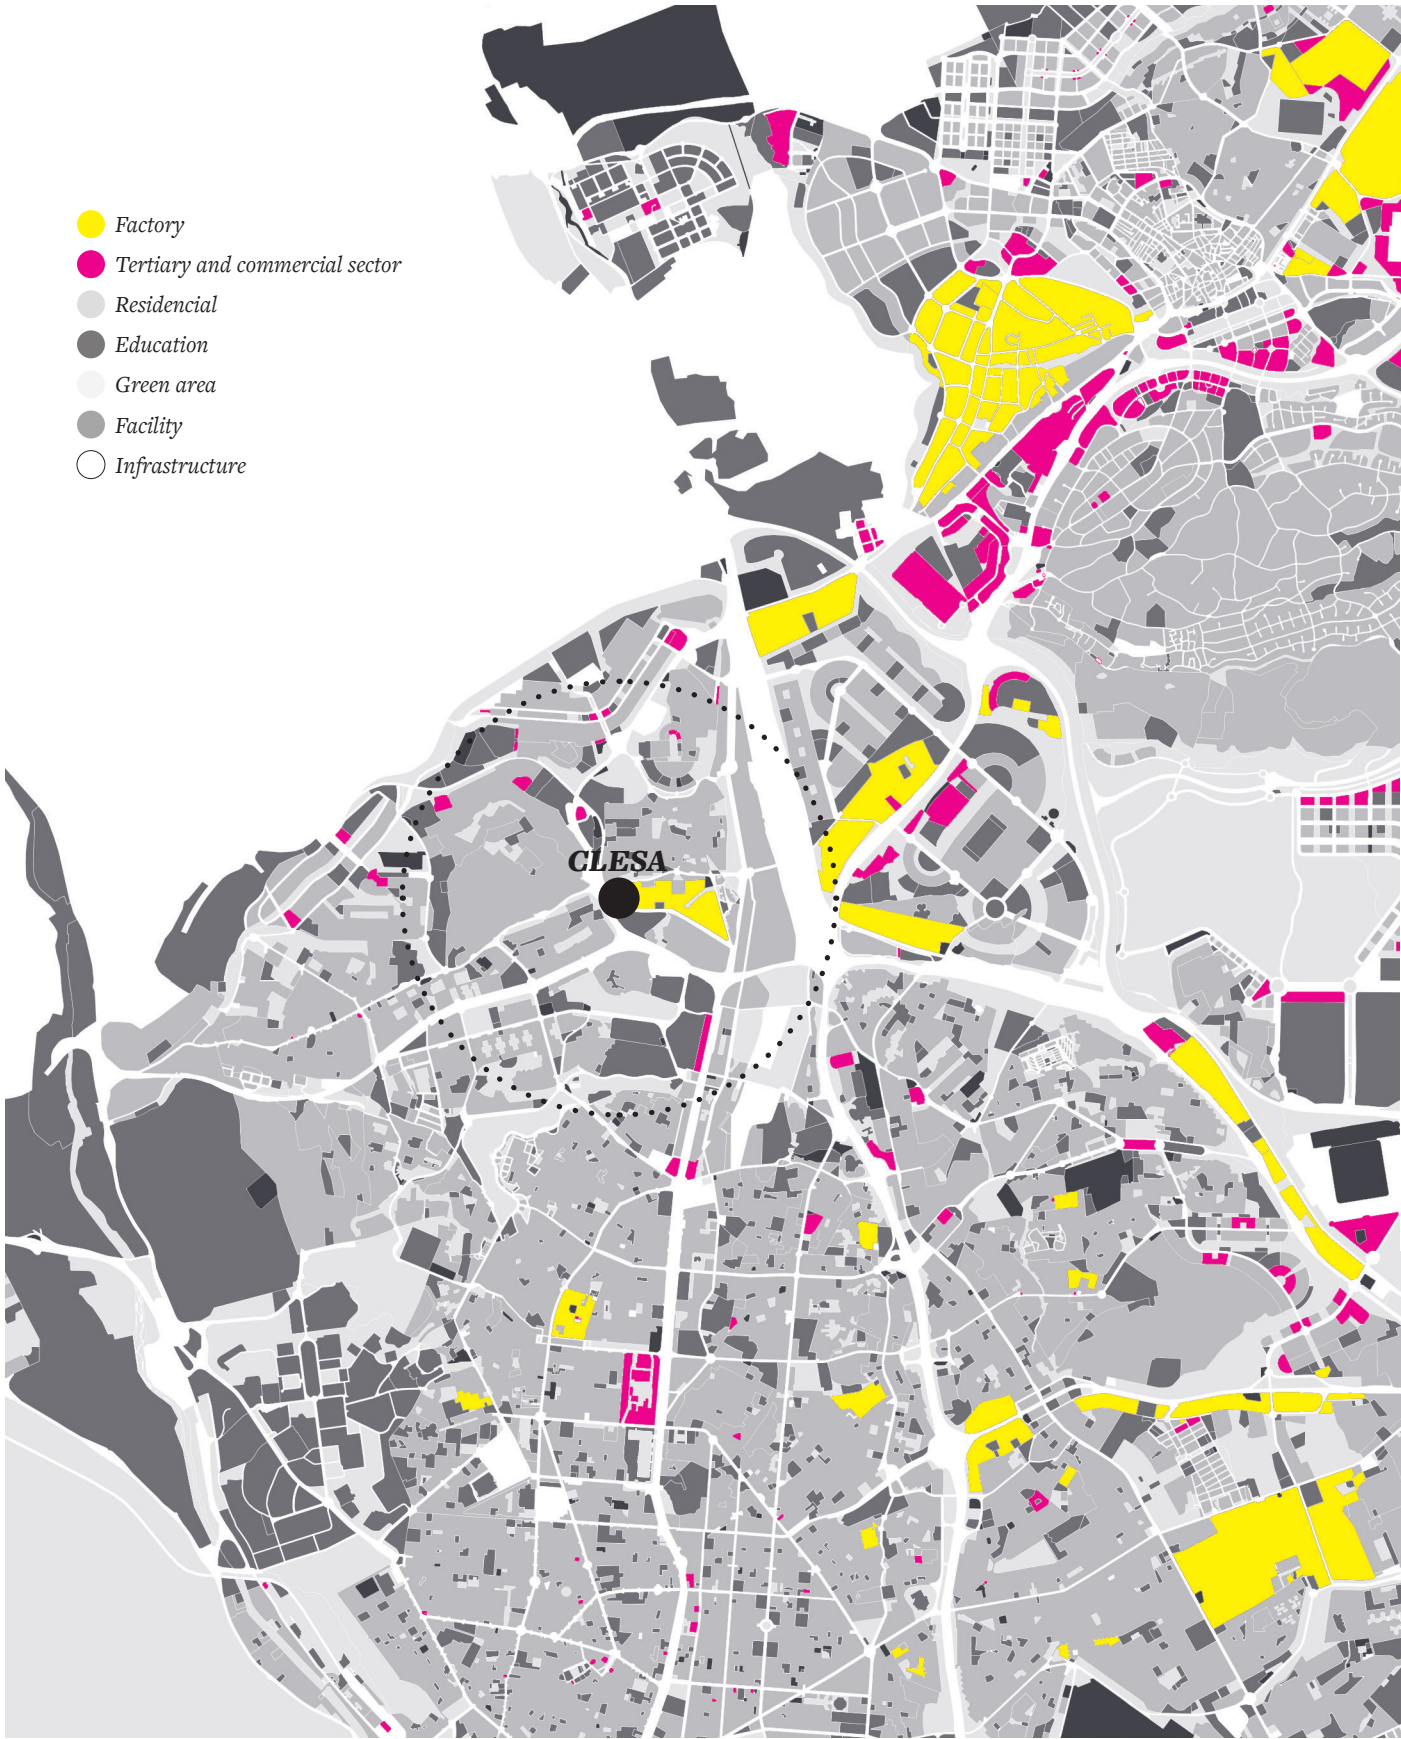 Factory
Tertiary and commercial sector
Residencial
Education
Green area
Facility
Infrastructure
CLESA